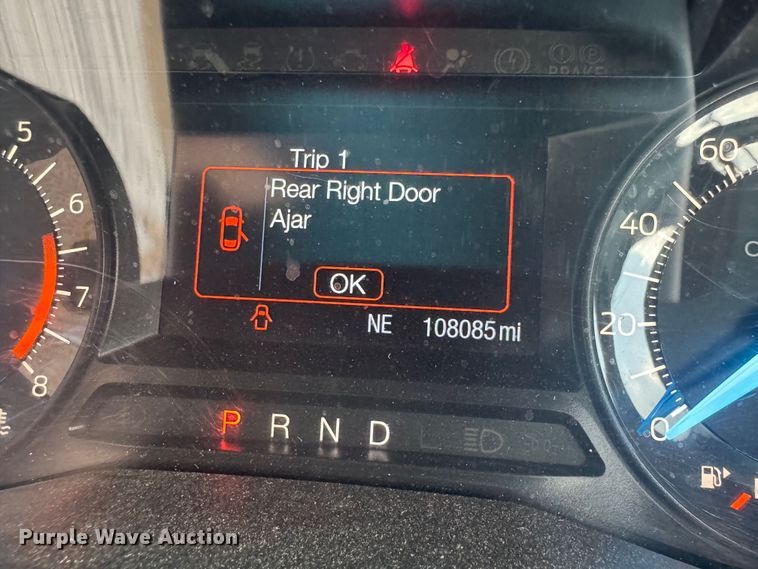 BRAKE
Trip 1
Rear Right Door
Ajar
OK
NE 108085 mi
5
6
7
8
60
40
20
0
P R N D L
Purple Wave Auction